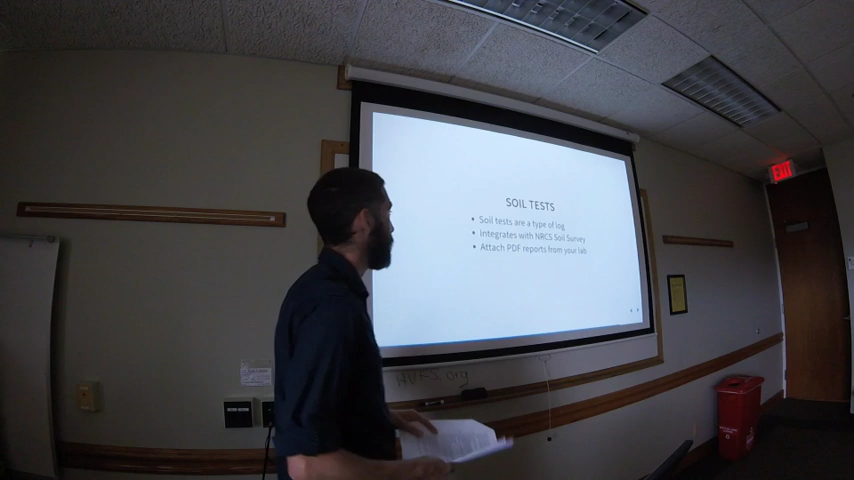 EXIT
SOIL TESTS
• Soil tests are a type of log
• Integrates with NRCS Soil Survey
• Attach PDF reports from your lab